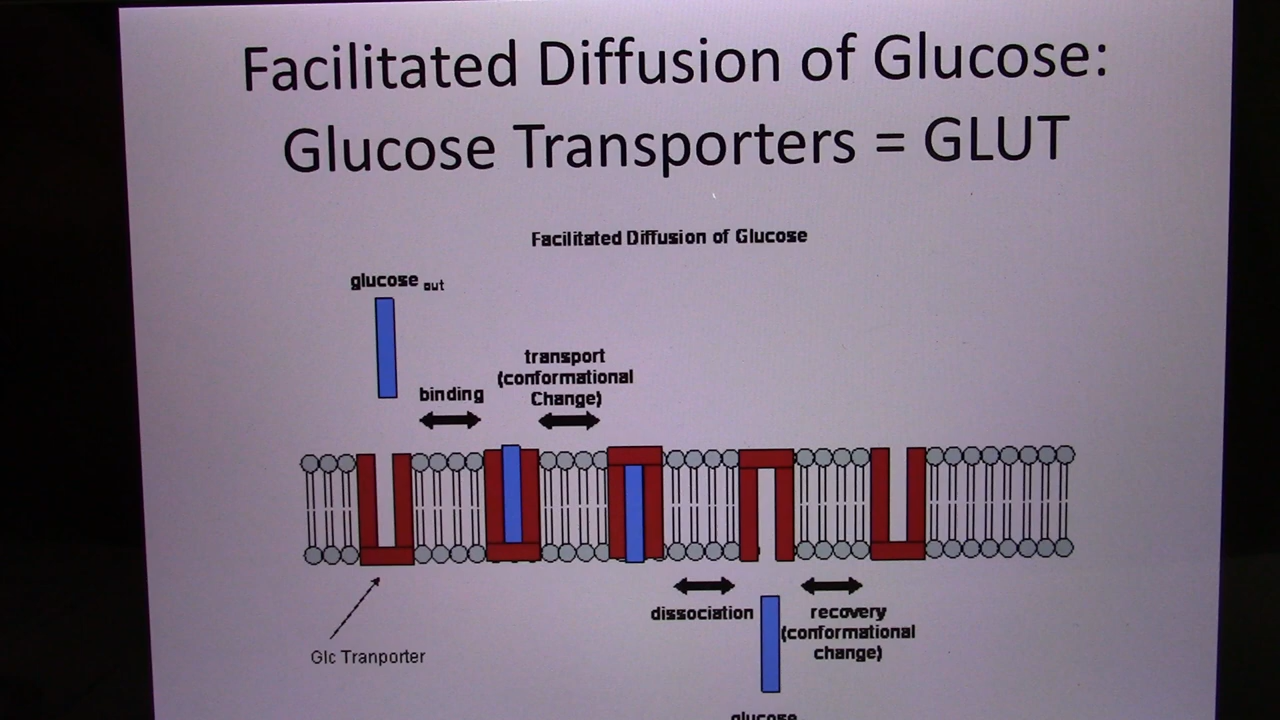 Facilitated Diffusion of Glucose:
Glucose Transporters = GLUT
Facilitated Diffusion of Glucose
glucose out
transport
(conformational
Change)
binding
dissociation
recovery
(conformational
change)
Glc Tranporter
glucose